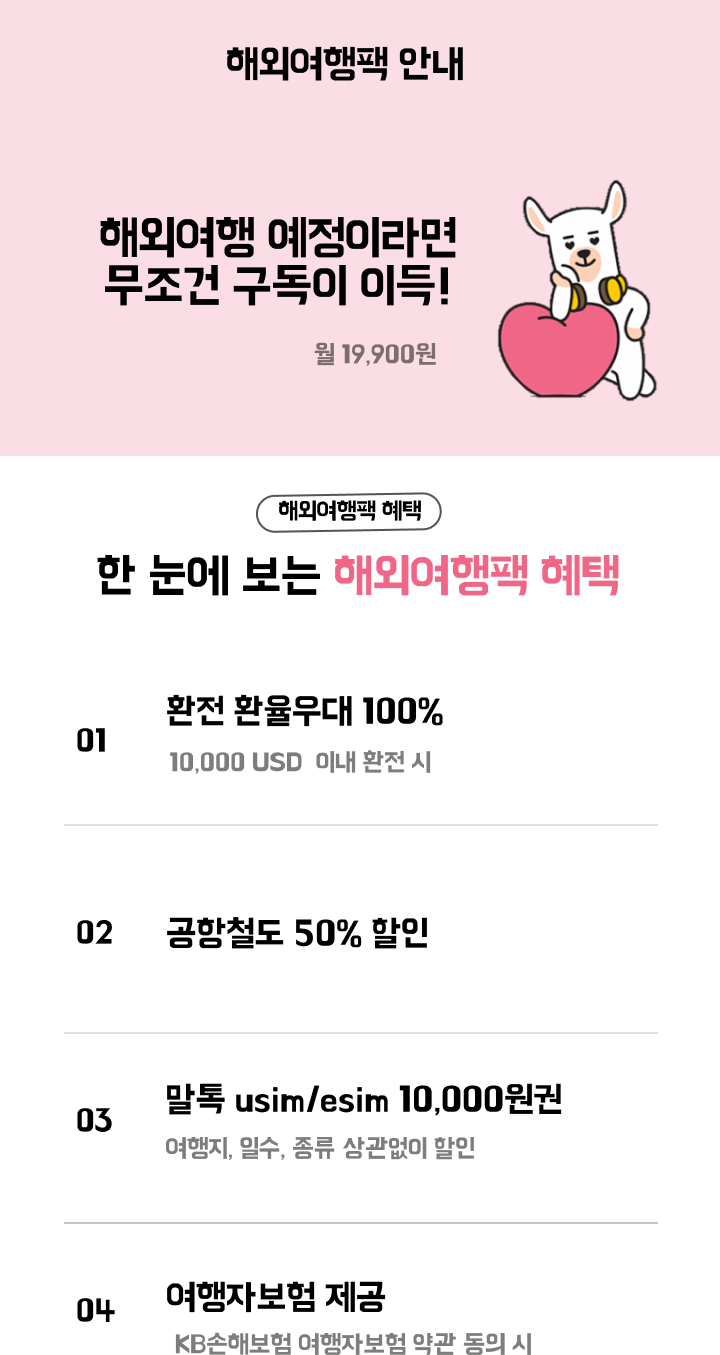 해외여행팩 안내
해외여행 예정이라면
무조건 구독이 이득!
월 19,900원
해외여행팩 혜택
한 눈에 보는 해외여행팩 혜택
01
환전 환율우대 100%
10,000 USD 이내 환전 시
02
공항철도 50% 할인
03
말톡 usim/esim 10,000원권
여행지, 일수, 종류 상관없이 할인
04
여행자보험 제공
KB손해보험 여행자보험 약관 동의 시